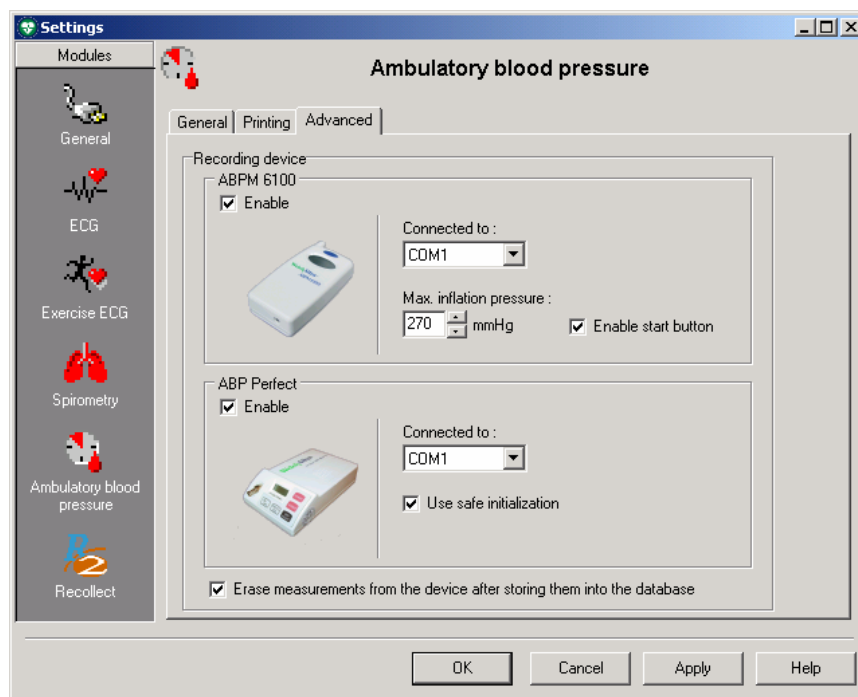 Settings
Modules
General
ECG
Exercise ECG
Spirometry
Ambulatory blood
pressure
Recollect
Ambulatory blood pressure
General Printing Advanced
Recording device
ABPM 6100
Enable
Connected to :
COM1
Max. inflation pressure :
270 mmHg Enable start button
ABP Perfect
Enable
Connected to :
COM1
Use safe initialization
Erase measurements from the device after storing them into the database
OK Cancel Apply Help